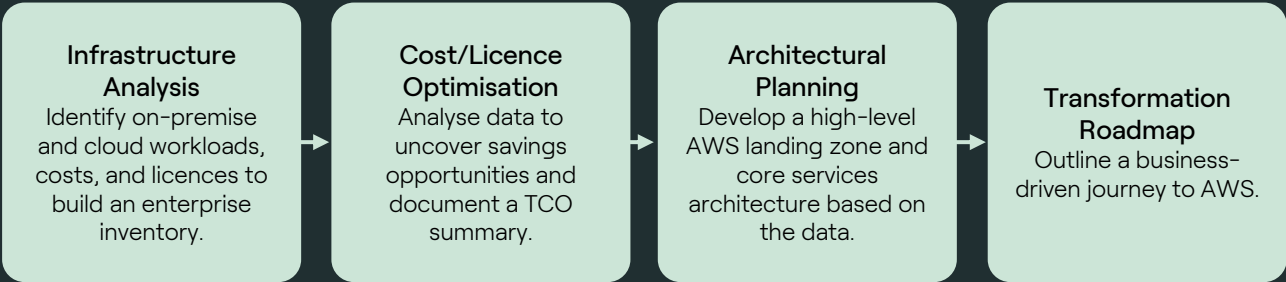 Infrastructure
Analysis
Identify on-premise
and cloud workloads,
costs, and licences to
build an enterprise
inventory.
Cost/Licence
Optimisation
Analyse data to
uncover savings
opportunities and
document a TCO
summary.
Architectural
Planning
Develop a high-level
AWS landing zone and
core services
architecture based on
the data.
Transformation
Roadmap
Outline a business-
driven journey to AWS.